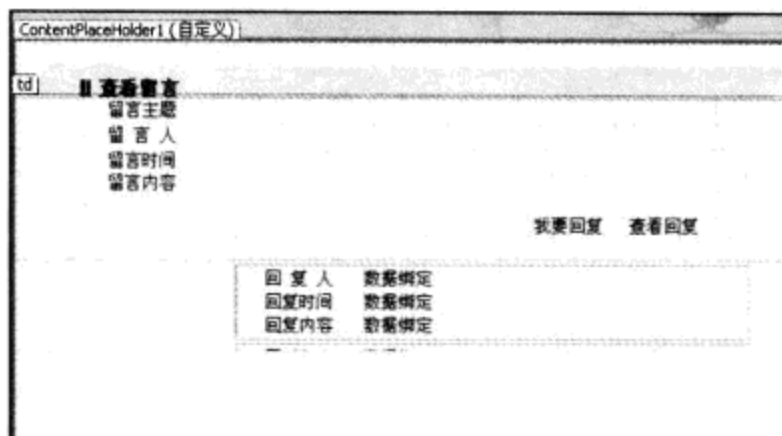 ContentPlaceHolder1 (自定义)
td
查看留言
留言主题
留 言 人
留言时间
留言内容
我要回复 查看回复
回 复 人 数据绑定
回复时间 数据绑定
回复内容 数据绑定